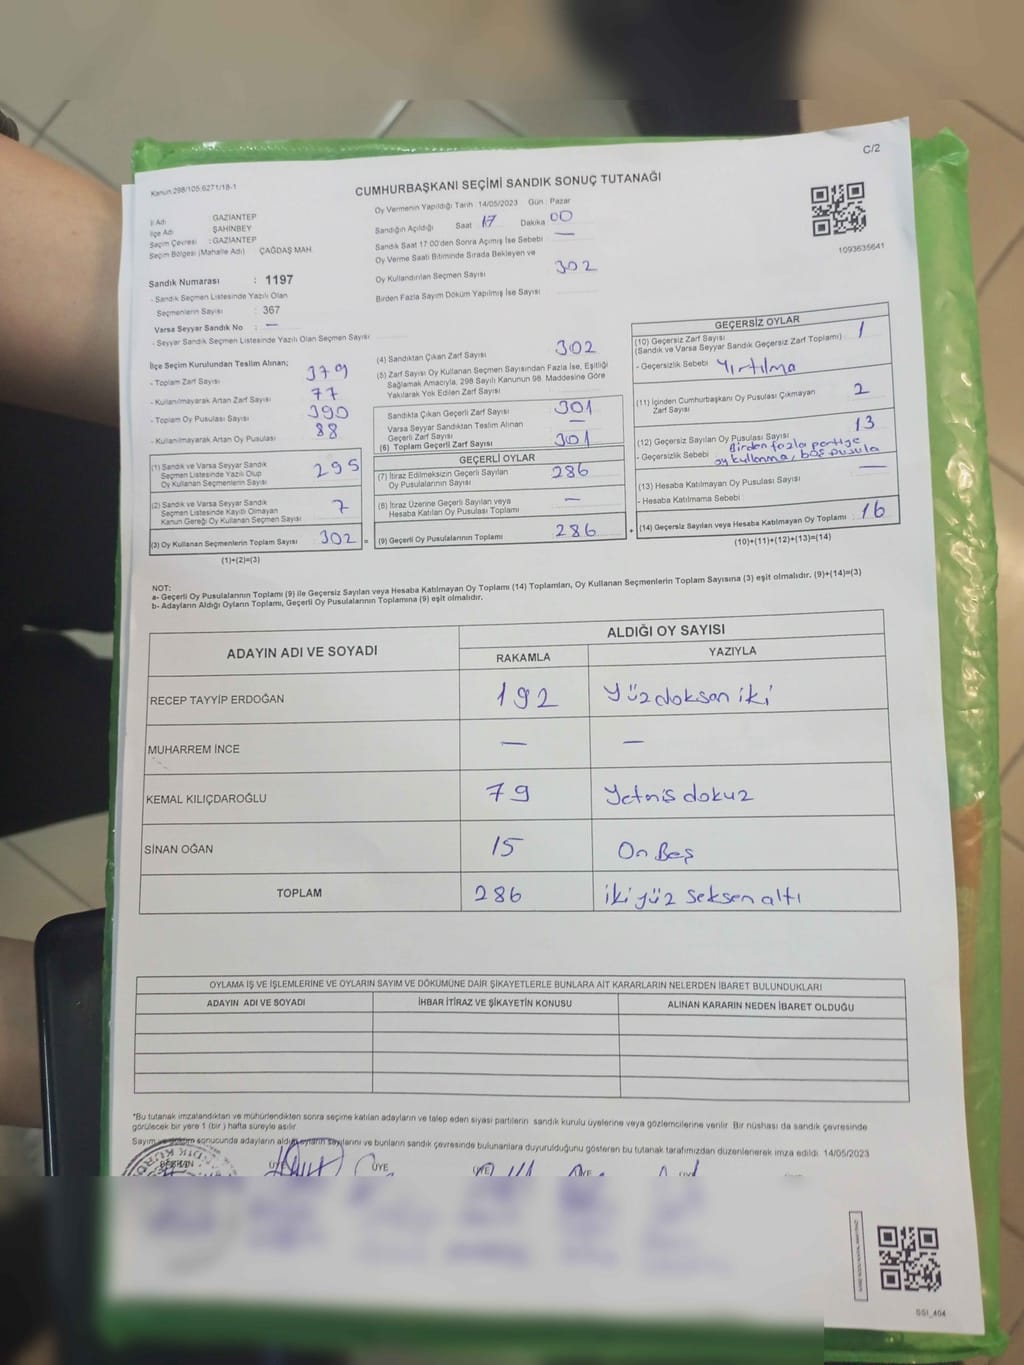 C/2
Kanun:298/105:6271/18-1
CUMHURBAŞKANI SEÇİMİ SANDIK SONUÇ TUTANAĞI
1093635641
İl Adı GAZİANTEP
İlçe Adı ŞAHİNBEY
Seçim Çevresi : GAZİANTEP
Seçim Bölgesi (Mahalle Adı) ÇAĞDAŞ MAH.
Sandık Numarası : 1197
- Sandık Seçmen Listesinde Yazılı Olan
Seçmenlerin Sayısı : 367
Varsa Seyyar Sandık No : —
- Seyyar Sandık Seçmen Listesinde Yazılı Olan Seçmen Sayısı
Oy Vermenin Yapıldığı Tarih : 14/05/2023 Gün : Pazar
Sandığın Açıldığı Saat 17 Dakika 00
Sandık Saat 17:00'den Sonra Açılmış İse Sebebi —
Oy Verme Saati Bitiminde Sırada Bekleyen ve
Oy Kullandırılan Seçmen Sayısı 302
Birden Fazla Sayım Döküm Yapılmış İse Sayısı
İlçe Seçim Kurulundan Teslim Alınan;
- Toplam Zarf Sayısı 379
- Kullanılmayarak Artan Zarf Sayısı 77
- Toplam Oy Pusulası Sayısı 390
- Kullanılmayarak Artan Oy Pusulası 88
(1) Sandık ve Varsa Seyyar Sandık
Seçmen Listesinde Yazılı Olup
Oy Kullanan Seçmenlerin Sayısı 295
(2) Sandık ve Varsa Seyyar Sandık
Seçmen Listesinde Kayıtlı Olmayan
Kanun Gereği Oy Kullanan Seçmen Sayısı 7
(3) Oy Kullanan Seçmenlerin Toplam Sayısı 302 =
(1)+(2)=(3)
(4) Sandıktan Çıkan Zarf Sayısı 302
(5) Zarf Sayısı Oy Kullanan Seçmen Sayısından Fazla İse, Eşitliği
Sağlamak Amacıyla, 298 Sayılı Kanunun 98. Maddesine Göre
Yakılarak Yok Edilen Zarf Sayısı
Sandıkta Çıkan Geçerli Zarf Sayısı 301
Varsa Seyyar Sandıktan Teslim Alınan
Geçerli Zarf Sayısı —
(6) Toplam Geçerli Zarf Sayısı 301
GEÇERLİ OYLAR
(7) İtiraz Edilmeksizin Geçerli Sayılan
Oy Pusulalarının Sayısı 286
(8) İtiraz Üzerine Geçerli Sayılan veya
Hesaba Katılan Oy Pusulası Toplamı —
(9) Geçerli Oy Pusulalarının Toplamı 286 +
GEÇERSİZ OYLAR
(10) Geçersiz Zarf Sayısı
(Sandık ve Varsa Seyyar Sandık Geçersiz Zarf Toplamı) 1
- Geçersizlik Sebebi Yırtılma
(11) İçinden Cumhurbaşkanı Oy Pusulası Çıkmayan
Zarf Sayısı 2
(12) Geçersiz Sayılan Oy Pusulası Sayısı 13
- Geçersizlik Sebebi : Birden fazla partiye
oy kullanma, boş pusula
(13) Hesaba Katılmayan Oy Pusulası Sayısı —
- Hesaba Katılmama Sebebi :
(14) Geçersiz Sayılan veya Hesaba Katılmayan Oy Toplamı : 16
(10)+(11)+(12)+(13)=(14)
NOT:
a- Geçerli Oy Pusulalarının Toplamı (9) ile Geçersiz Sayılan veya Hesaba Katılmayan Oy Toplamı (14) Toplamları, Oy Kullanan Seçmenlerin Toplam Sayısına (3) eşit olmalıdır. (9)+(14)=(3)
b- Adayların Aldığı Oyların Toplamı, Geçerli Oy Pusulalarının Toplamına (9) eşit olmalıdır.
ADAYIN ADI VE SOYADI
ALDIĞI OY SAYISI
RAKAMLA YAZIYLA
RECEP TAYYİP ERDOĞAN 192 Yüzdoksan iki
MUHARREM İNCE — —
KEMAL KILIÇDAROĞLU 79 Yetmis dokuz
SİNAN OĞAN 15 On Beş
TOPLAM 286 iki yüz seksen altı
OYLAMA İŞ VE İŞLEMLERİNE VE OYLARIN SAYIM VE DÖKÜMÜNE DAİR ŞİKAYETLERLE BUNLARA AİT KARARLARIN NELERDEN İBARET BULUNDUKLARI
ADAYIN ADI VE SOYADI İHBAR İTİRAZ VE ŞİKAYETİN KONUSU ALINAN KARARIN NEDEN İBARET OLDUĞU
*Bu tutanak imzalandıktan ve mühürlendikten sonra seçime katılan adayların ve talep eden siyasi partilerin sandık kurulu üyelerine veya gözlemcilerine verilir. Bir nüshası da sandık çevresinde
görülecek bir yere 1 (bir) hafta süreyle asılır.
Sayım ve döküm sonucunda adayların aldığı oyların sayılarını ve bunların sandık çevresinde bulunanlara duyurulduğunu gösteren bu tutanak tarafımızdan düzenlenerek imza edildi. 14/05/2023
BAŞKAN ÜYE ÜYE ÜYE ÜYE
SSI_404